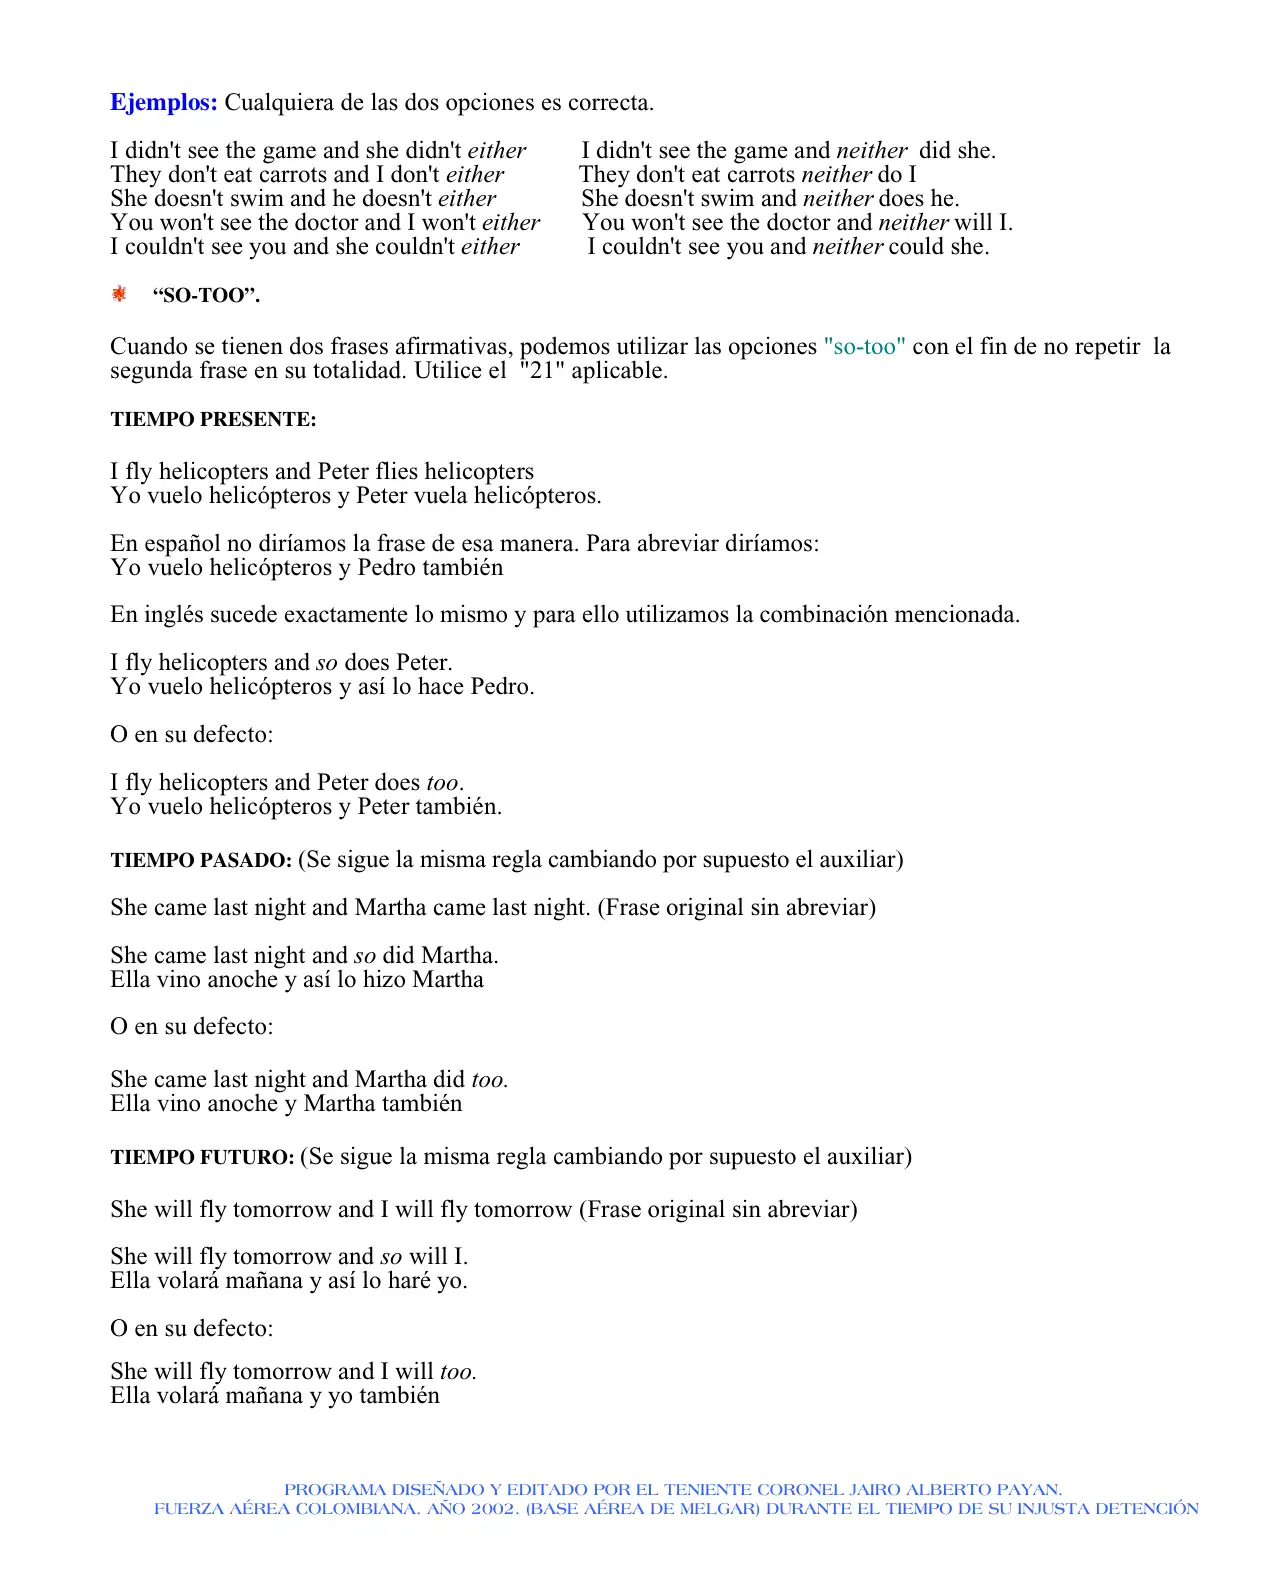 Ejemplos: Cualquiera de las dos opciones es correcta.
I didn't see the game and she didn't either I didn't see the game and neither did she.
They don't eat carrots and I don't either They don't eat carrots neither do I
She doesn't swim and he doesn't either She doesn't swim and neither does he.
You won't see the doctor and I won't either You won't see the doctor and neither will I.
I couldn't see you and she couldn't either I couldn't see you and neither could she.
“SO-TOO”.
Cuando se tienen dos frases afirmativas, podemos utilizar las opciones "so-too" con el fin de no repetir la
segunda frase en su totalidad. Utilice el "21" aplicable.
TIEMPO PRESENTE:
I fly helicopters and Peter flies helicopters
Yo vuelo helicópteros y Peter vuela helicópteros.
En español no diríamos la frase de esa manera. Para abreviar diríamos:
Yo vuelo helicópteros y Pedro también
En inglés sucede exactamente lo mismo y para ello utilizamos la combinación mencionada.
I fly helicopters and so does Peter.
Yo vuelo helicópteros y así lo hace Pedro.
O en su defecto:
I fly helicopters and Peter does too.
Yo vuelo helicópteros y Peter también.
TIEMPO PASADO: (Se sigue la misma regla cambiando por supuesto el auxiliar)
She came last night and Martha came last night. (Frase original sin abreviar)
She came last night and so did Martha.
Ella vino anoche y así lo hizo Martha
O en su defecto:
She came last night and Martha did too.
Ella vino anoche y Martha también
TIEMPO FUTURO: (Se sigue la misma regla cambiando por supuesto el auxiliar)
She will fly tomorrow and I will fly tomorrow (Frase original sin abreviar)
She will fly tomorrow and so will I.
Ella volará mañana y así lo haré yo.
O en su defecto:
She will fly tomorrow and I will too.
Ella volará mañana y yo también
PROGRAMA DISEÑADO Y EDITADO POR EL TENIENTE CORONEL JAIRO ALBERTO PAYAN.
FUERZA AÉREA COLOMBIANA. AÑO 2002. (BASE AÉREA DE MELGAR) DURANTE EL TIEMPO DE SU INJUSTA DETENCIÓN